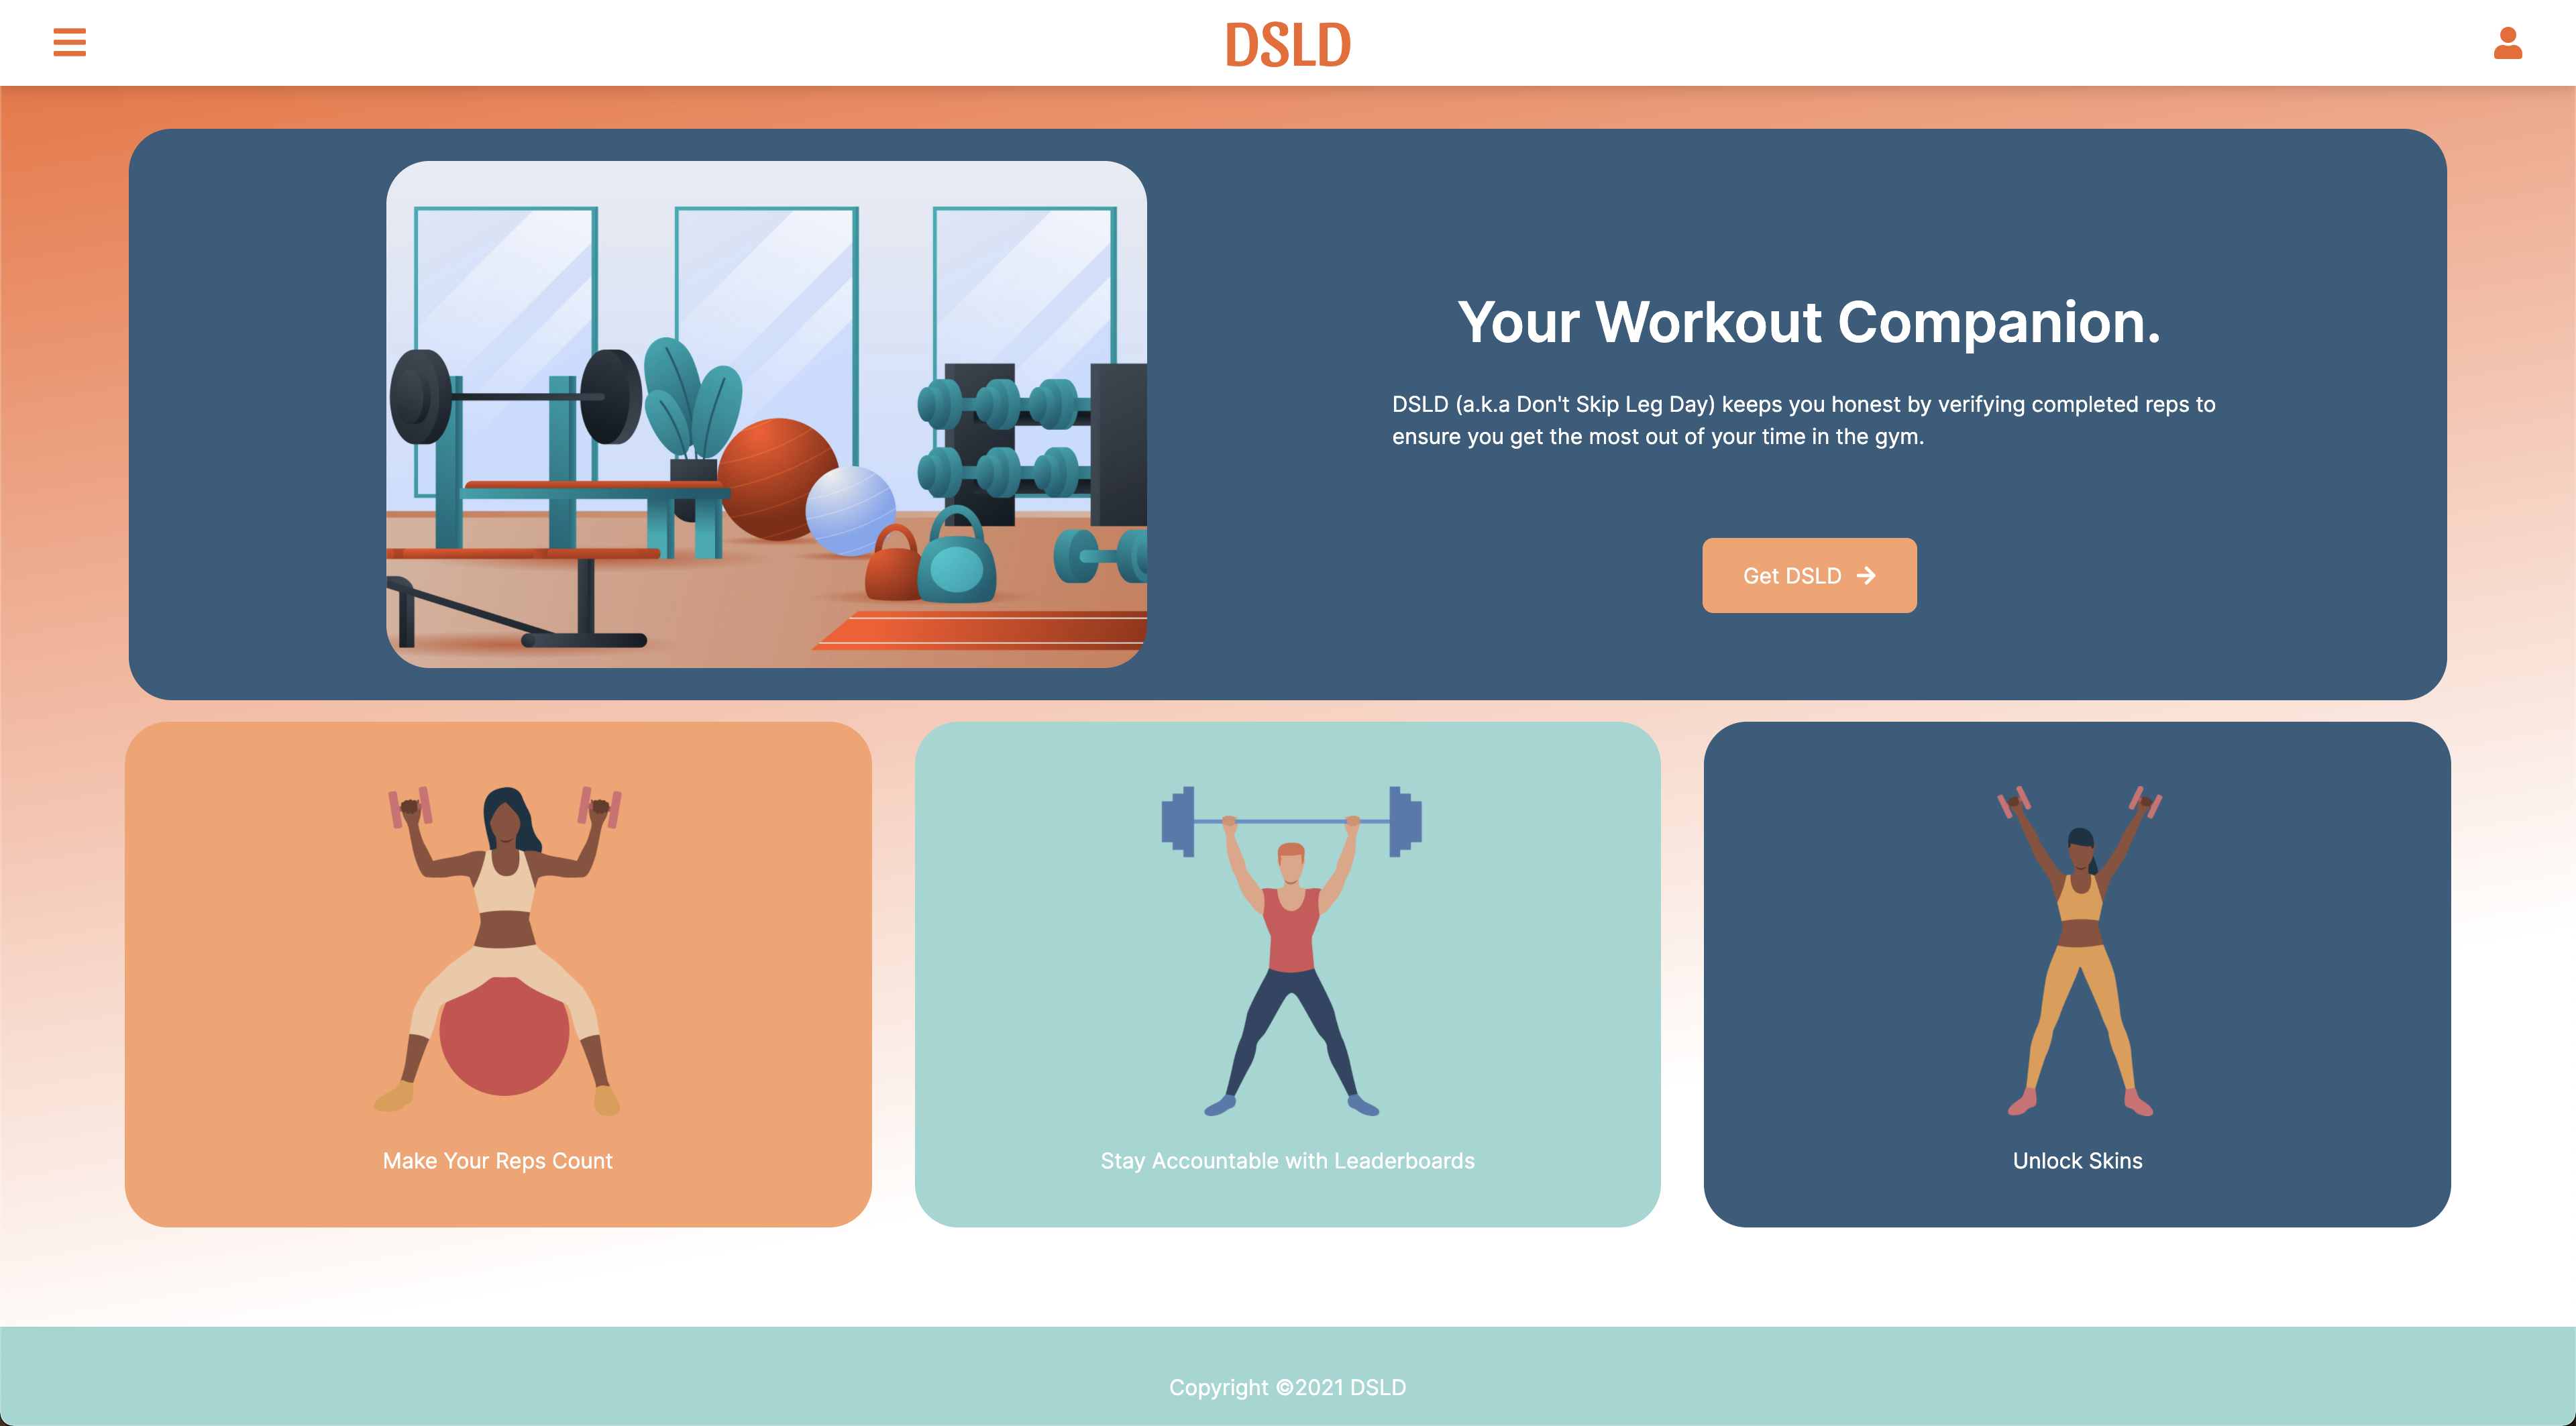 DSLD
Your Workout Companion.
DSLD (a.k.a Don't Skip Leg Day) keeps you honest by verifying completed reps to
ensure you get the most out of your time in the gym.
Get DSLD
Make Your Reps Count
Stay Accountable with Leaderboards
Unlock Skins
Copyright ©2021 DSLD